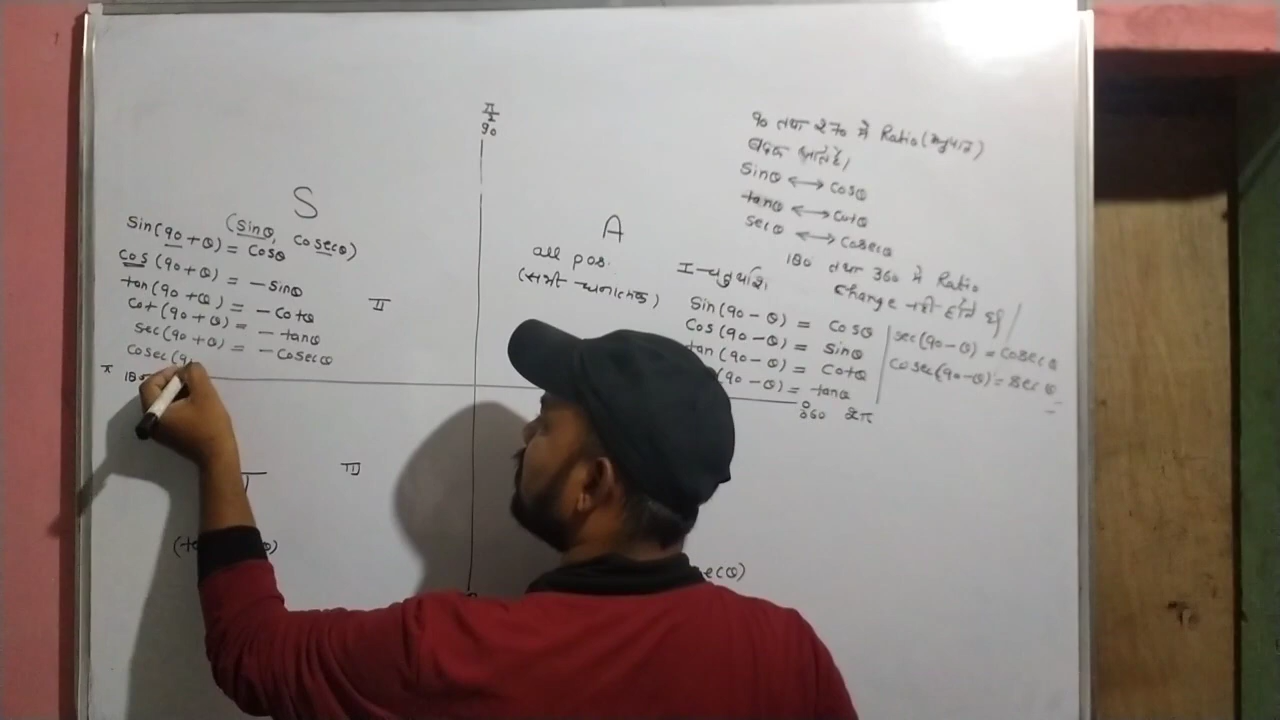 π/2
90
S
(sinθ, cosecθ)
Sin(90+θ) = cosθ
cos(90+θ) = -sinθ
tan(90+θ) = -cotθ
cot(90+θ) = -tanθ
sec(90+θ) = -cosecθ
cosec(9
II
π
180
A
all pos.
(सभी धनात्मक)
90 तथा 270 में Ratio(अनुपात)
बदल जाते है।
Sinθ ↔ Cosθ
tanθ ↔ Cotθ
Secθ ↔ Cosecθ
180 तथा 360 में Ratio
Change नही होते है।
I-चतुर्थांश
Sin(90-θ) = Cosθ
Cos(90-θ) = Sinθ
tan(90-θ) = Cotθ
(90-θ) = tanθ
sec(90-θ) = Cosecθ
Cosec(90-θ) = Secθ
0
360 2π
III
ecθ)